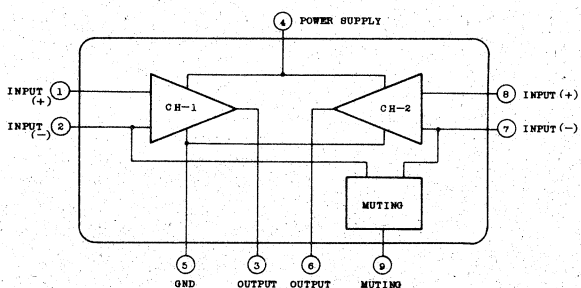 4 POWER SUPPLY
INPUT 1
(+)
CH-1
CH-2
8 INPUT(+)
INPUT 2
(-)
7 INPUT(-)
MUTING
5 3 6 9
GND OUTPUT OUTPUT MUTING